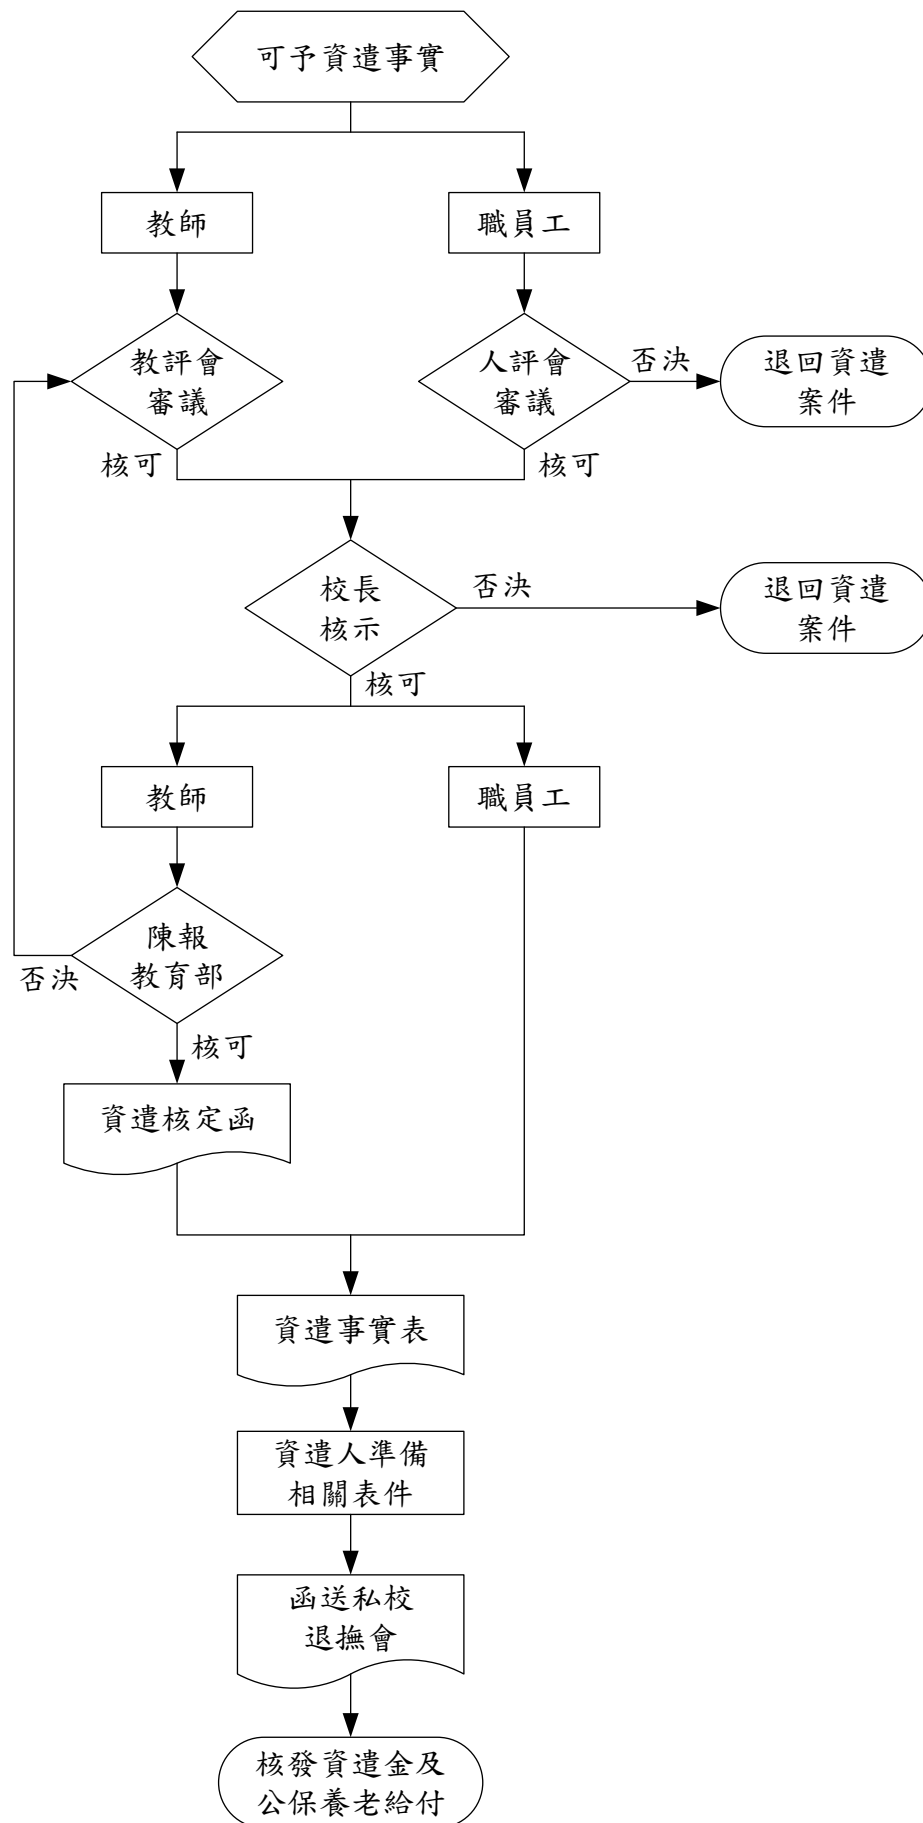 可予資遣事實
教師
職員工
教評會
審議
人評會
審議
否決
退回資遣
案件
核可
核可
校長
核示
否決
退回資遣
案件
核可
教師
職員工
陳報
教育部
否決
核可
資遣核定函
資遣事實表
資遣人準備
相關表件
函送私校
退撫會
核發資遣金及
公保養老給付